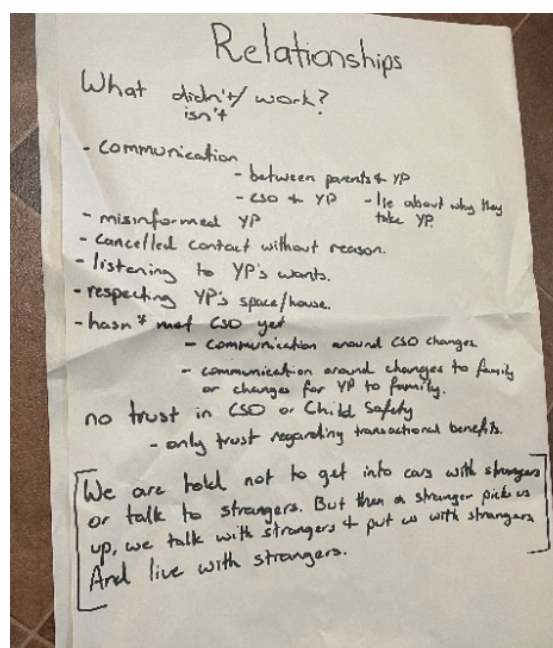 Relationships
What didn't/ work?
isn't
- communication
- between parents & YP
- CSO & YP - lie about why they
take YP.
- misinformed YP
- cancelled contact without reason.
- listening to YP's wants.
- respecting YP's space/house.
- hasn't met CSO yet
- communication around CSO changes
- communication around changes to family
or changes for YP to family.
no trust in CSO or Child Safety
- only trust regarding transactional benefits.
We are told not to get into cars with strangers
or talk to strangers. But then a stranger picks us
up, we talk with strangers & put us with strangers
And live with strangers.